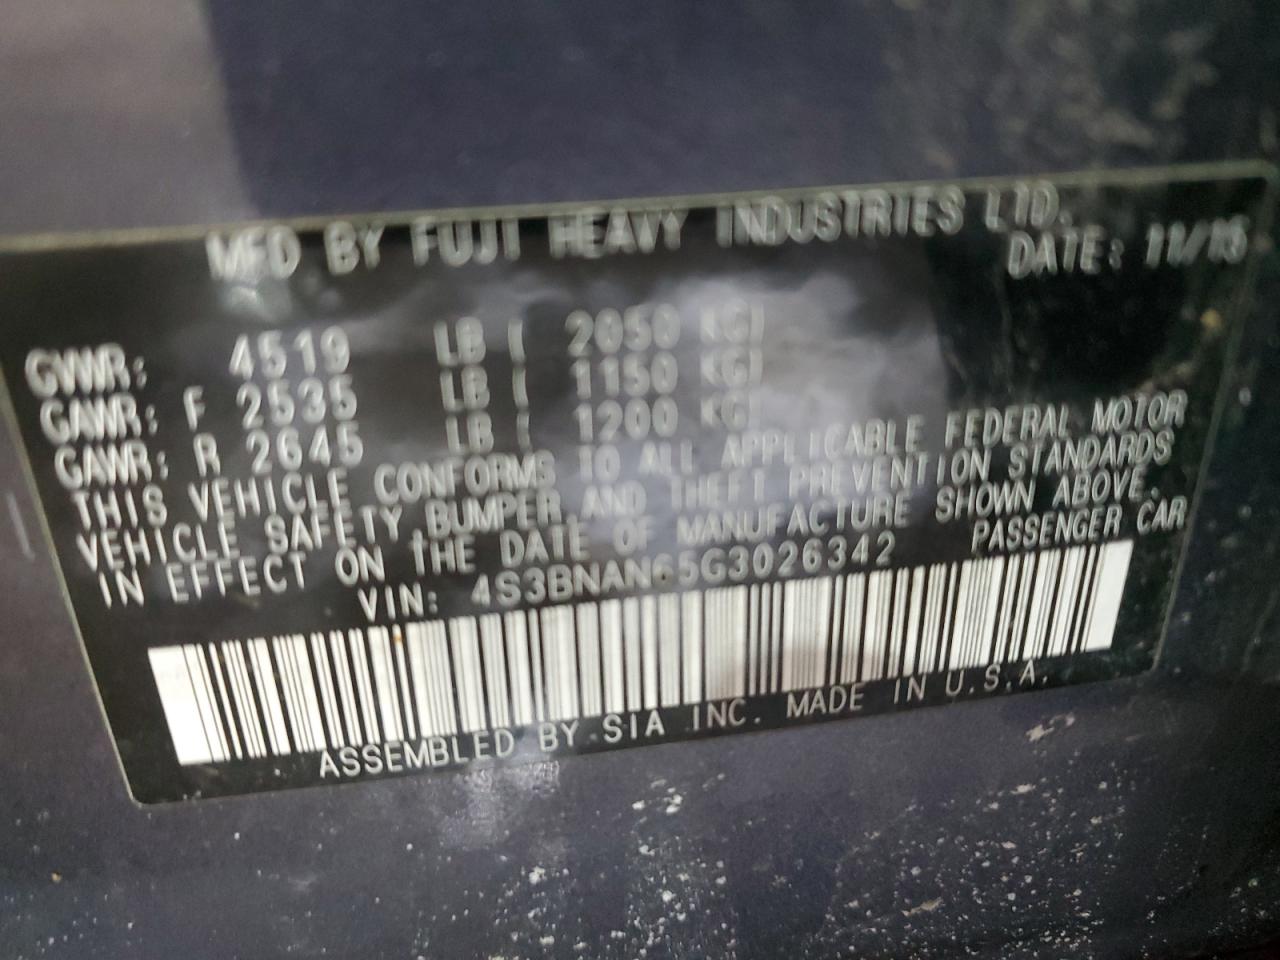 MFD BY FUJI HEAVY INDUSTRIES LTD.
DATE: 11/15
GVWR: 4519 LB ( 2050 KG)
GAWR: F 2535 LB ( 1150 KG)
GAWR: R 2645 LB ( 1200 KG)
THIS VEHICLE CONFORMS TO ALL APPLICABLE FEDERAL MOTOR
VEHICLE SAFETY, BUMPER AND THEFT PREVENTION STANDARDS
IN EFFECT ON THE DATE OF MANUFACTURE SHOWN ABOVE.
VIN: 4S3BNAN65G3026342 PASSENGER CAR
ASSEMBLED BY SIA INC. MADE IN U.S.A.